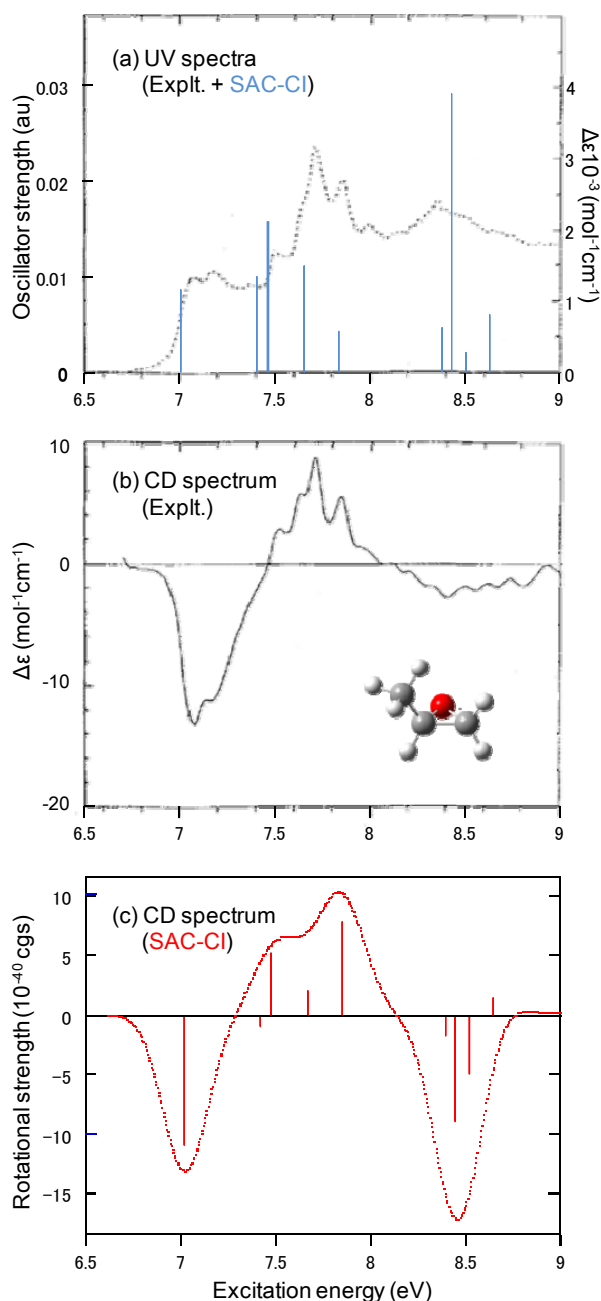 (a) UV spectra
(Explt. + SAC-CI)
Oscillator strength (au)
0.03
0.02
0.01
0
4
3
2
1
0
Δε10⁻³ (mol⁻¹cm⁻¹)
6.5 7 7.5 8 8.5 9
(b) CD spectrum
(Explt.)
Δε (mol⁻¹cm⁻¹)
10
0
-10
-20
6.5 7 7.5 8 8.5 9
(c) CD spectrum
(SAC-CI)
Rotational strength (10⁻⁴⁰ cgs)
10
5
0
−5
−10
−15
6.5 7 7.5 8 8.5 9
Excitation energy (eV)